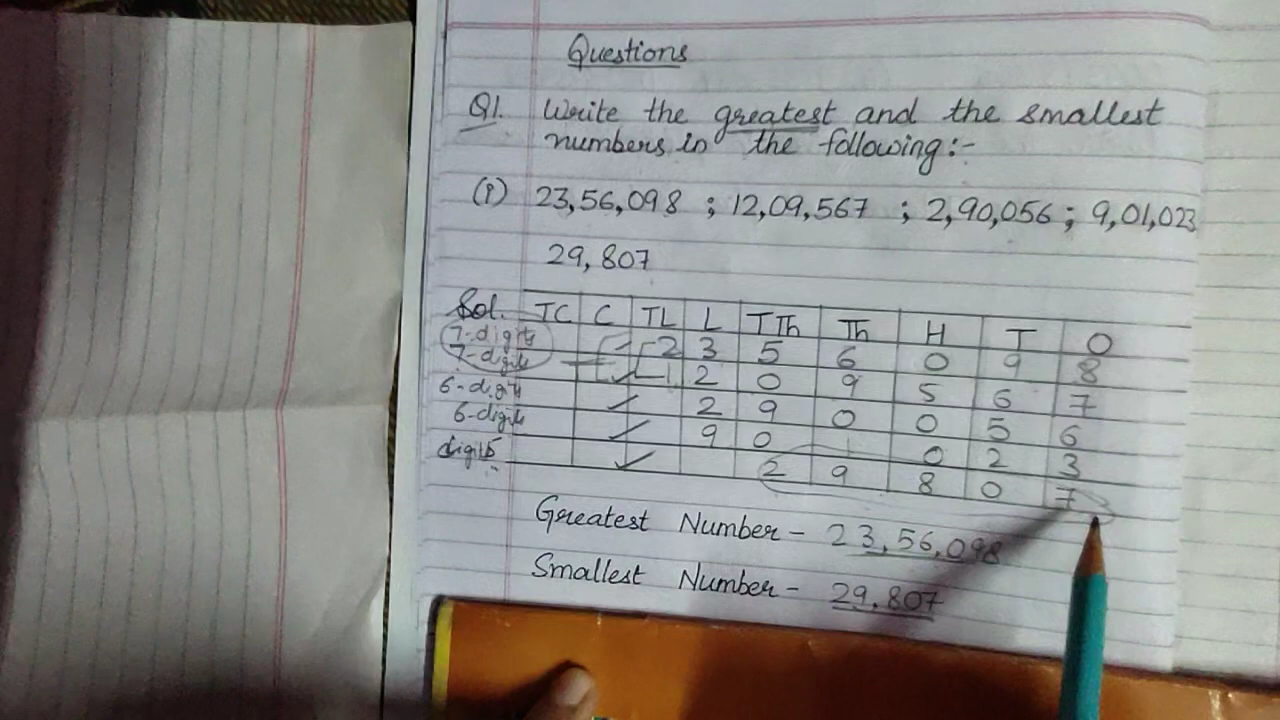 Questions
Q1. Write the greatest and the smallest
numbers in the following:-
(i) 23,56,098 ; 12,09,567 ; 2,90,056 ; 9,01,023
29,807
Sol. TC C TL L TTh Th H T O
7-digits 2 3 5 6 0 9 8
7-digits 1 2 0 9 5 6 7
6-digits 2 9 0 0 5 6
6-digits 9 0 1 0 2 3
digits 2 9 8 0 7
Greatest Number - 23,56,098
Smallest Number - 29,807